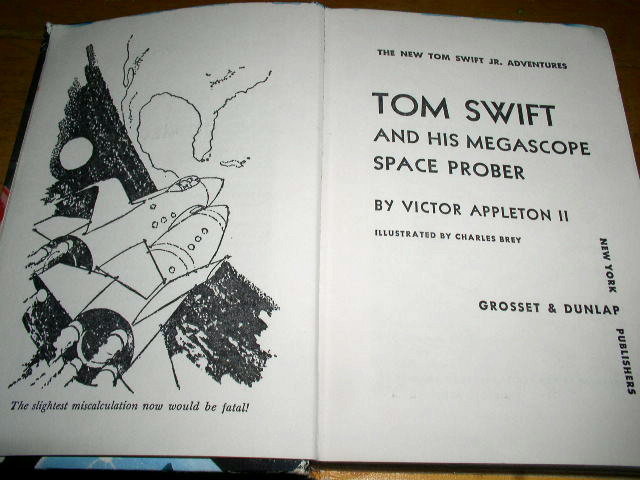 The slightest miscalculation now would be fatal!
THE NEW TOM SWIFT JR. ADVENTURES
TOM SWIFT
AND HIS MEGASCOPE
SPACE PROBER
BY VICTOR APPLETON II
ILLUSTRATED BY CHARLES BREY
GROSSET & DUNLAP
NEW YORK
PUBLISHERS